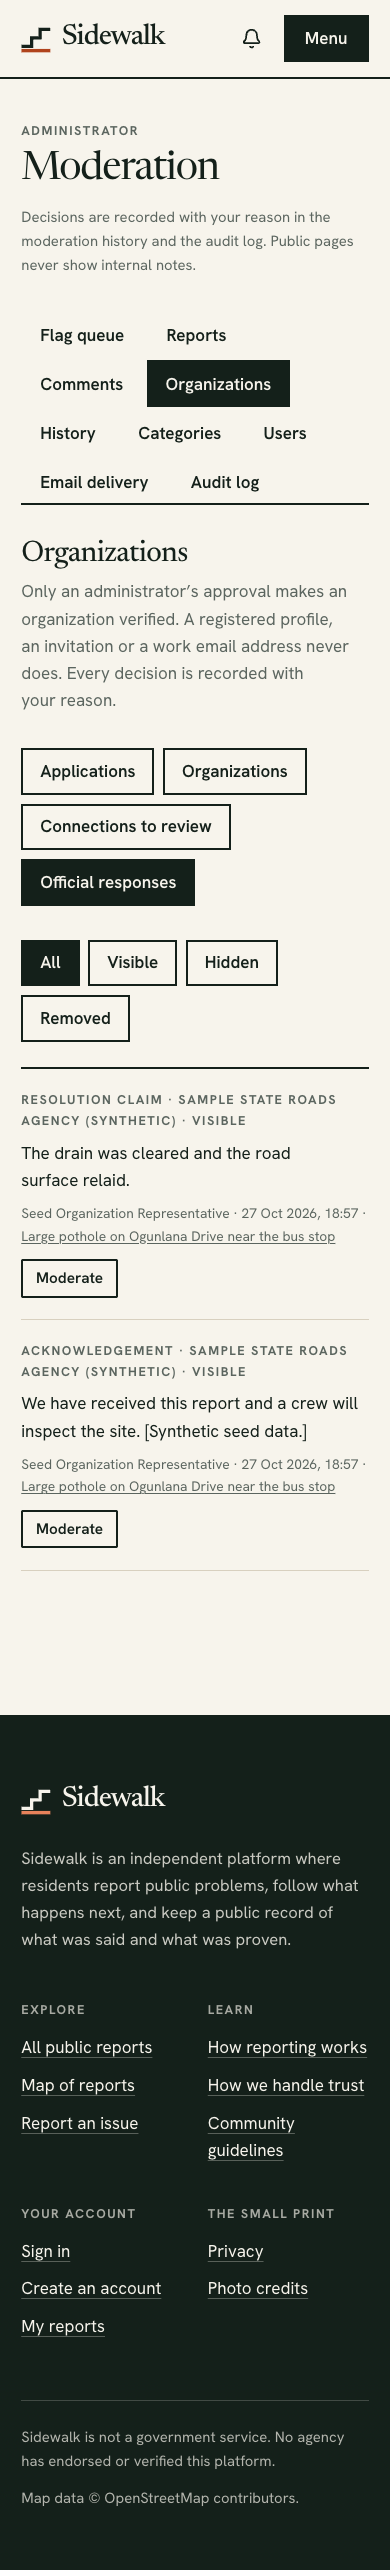 Sidewalk
Menu
ADMINISTRATOR
Moderation
Decisions are recorded with your reason in the
moderation history and the audit log. Public pages
never show internal notes.
Flag queue Reports
Comments Organizations
History Categories Users
Email delivery Audit log
Organizations
Only an administrator’s approval makes an
organization verified. A registered profile,
an invitation or a work email address never
does. Every decision is recorded with
your reason.
Applications Organizations
Connections to review
Official responses
All Visible Hidden
Removed
RESOLUTION CLAIM · SAMPLE STATE ROADS
AGENCY (SYNTHETIC) · VISIBLE
The drain was cleared and the road
surface relaid.
Seed Organization Representative · 27 Oct 2026, 18:57 ·
Large pothole on Ogunlana Drive near the bus stop
Moderate
ACKNOWLEDGEMENT · SAMPLE STATE ROADS
AGENCY (SYNTHETIC) · VISIBLE
We have received this report and a crew will
inspect the site. [Synthetic seed data.]
Seed Organization Representative · 27 Oct 2026, 18:57 ·
Large pothole on Ogunlana Drive near the bus stop
Moderate
Sidewalk
Sidewalk is an independent platform where
residents report public problems, follow what
happens next, and keep a public record of
what was said and what was proven.
EXPLORE
All public reports
Map of reports
Report an issue
LEARN
How reporting works
How we handle trust
Community
guidelines
YOUR ACCOUNT
Sign in
Create an account
My reports
THE SMALL PRINT
Privacy
Photo credits
Sidewalk is not a government service. No agency
has endorsed or verified this platform.
Map data © OpenStreetMap contributors.